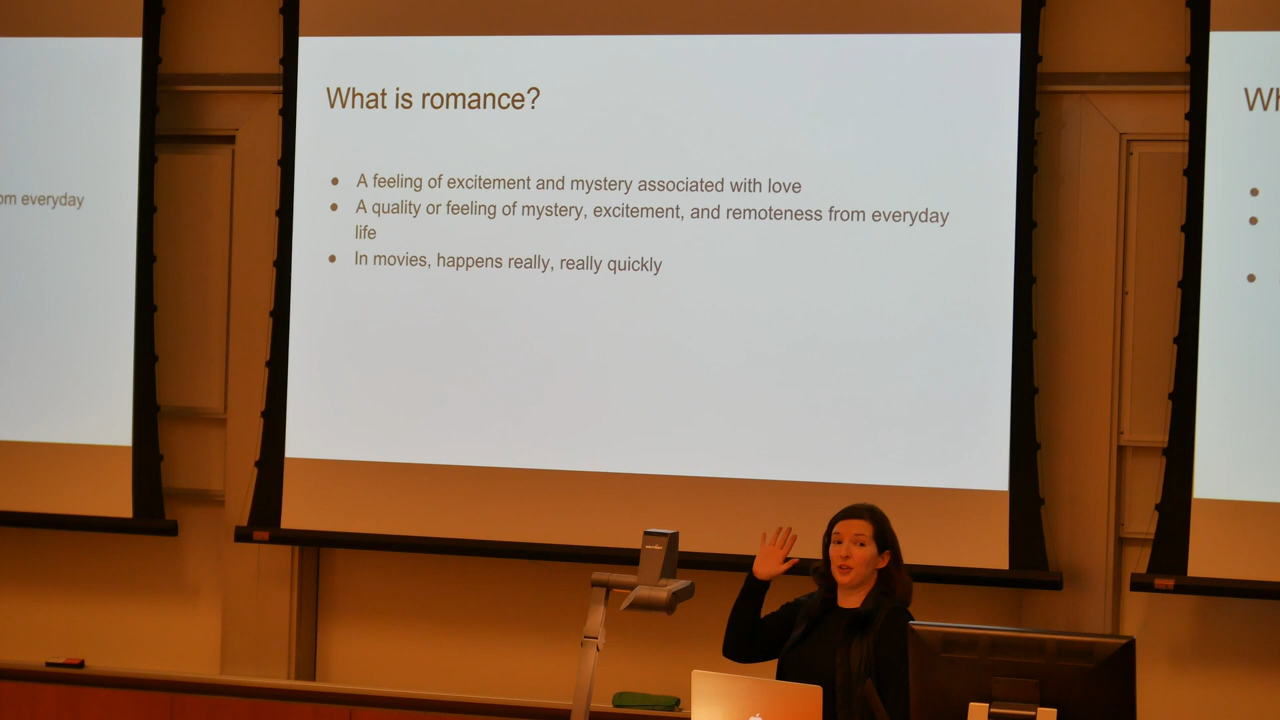 What is romance?
● A feeling of excitement and mystery associated with love
● A quality or feeling of mystery, excitement, and remoteness from everyday
life
● In movies, happens really, really quickly
om everyday
Wh